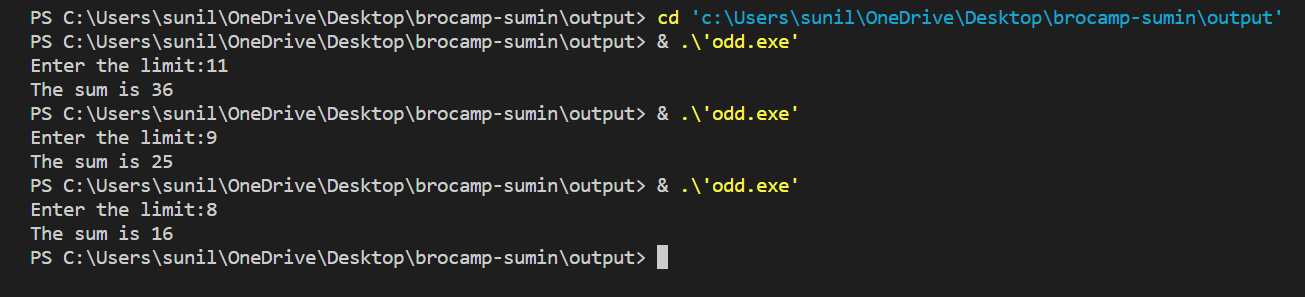 PS C:\Users\sunil\OneDrive\Desktop\brocamp-sumin\output> cd 'c:\Users\sunil\OneDrive\Desktop\brocamp-sumin\output'
PS C:\Users\sunil\OneDrive\Desktop\brocamp-sumin\output> & .\'odd.exe'
Enter the limit:11
The sum is 36
PS C:\Users\sunil\OneDrive\Desktop\brocamp-sumin\output> & .\'odd.exe'
Enter the limit:9
The sum is 25
PS C:\Users\sunil\OneDrive\Desktop\brocamp-sumin\output> & .\'odd.exe'
Enter the limit:8
The sum is 16
PS C:\Users\sunil\OneDrive\Desktop\brocamp-sumin\output>